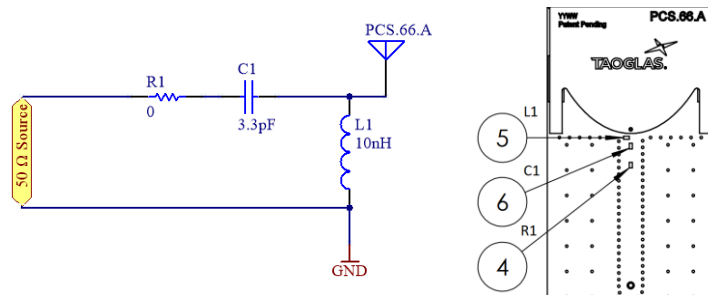 PCS.66.A
R1
0
C1
3.3pF
L1
10nH
50 Ω Source
GND
YYWW
Patent Pending
PCS.66.A
TAOGLAS.
L1
5
C1
6
R1
4